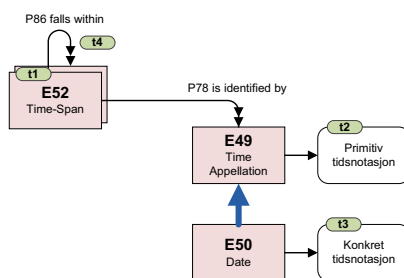 P86 falls within
t4
t1
E52
Time-Span
P78 is identified by
E49
Time
Appellation
t2
Primitiv
tidsnotasjon
E50
Date
t3
Konkret
tidsnotasjon